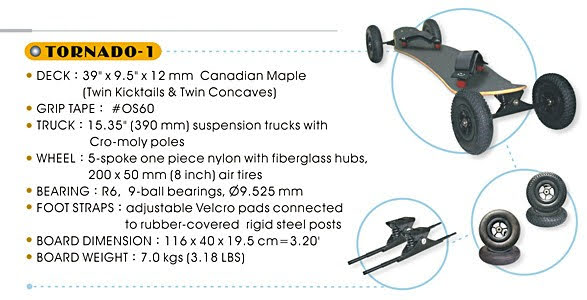 TORNADO-1
• DECK : 39" x 9.5" x 12 mm Canadian Maple
(Twin Kicktails & Twin Concaves)
• GRIP TAPE : #OS60
• TRUCK : 15.35" (390 mm) suspension trucks with
Cro-moly poles
• WHEEL : 5-spoke one piece nylon with fiberglass hubs,
200 x 50 mm (8 inch) air tires
• BEARING : R6, 9-ball bearings, Ø9.525 mm
• FOOT STRAPS : adjustable Velcro pads connected
to rubber-covered rigid steel posts
• BOARD DIMENSION : 116 x 40 x 19.5 cm=3.20'
• BOARD WEIGHT : 7.0 kgs (3.18 LBS)